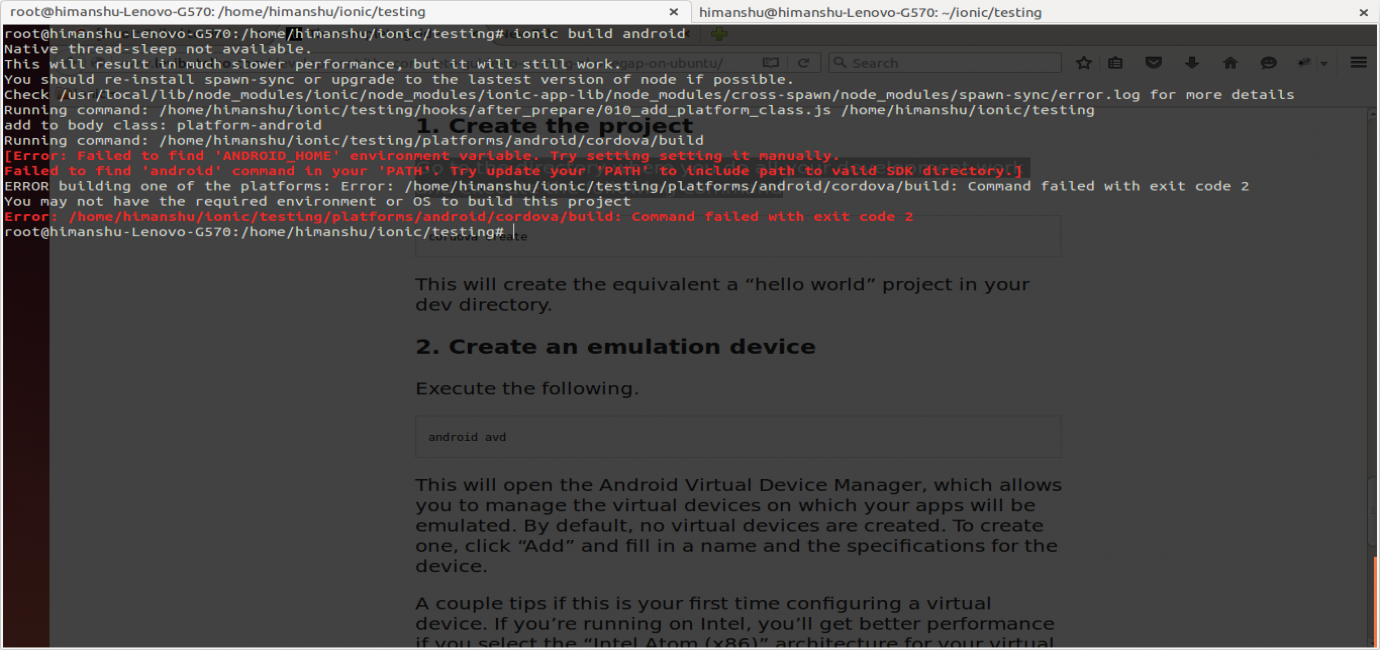 root@himanshu-Lenovo-G570: /home/himanshu/ionic/testing
himanshu@himanshu-Lenovo-G570: ~/ionic/testing
root@himanshu-Lenovo-G570:/home/himanshu/ionic/testing# ionic build android
Native thread-sleep not available.
This will result in much slower performance, but it will still work.
gap-on-ubuntu/
Search
You should re-install spawn-sync or upgrade to the lastest version of node if possible.
Check /usr/local/lib/node_modules/ionic/node_modules/ionic-app-lib/node_modules/cross-spawn/node_modules/spawn-sync/error.log for more details
Running command: /home/himanshu/ionic/testing/hooks/after_prepare/010_add_platform_class.js /home/himanshu/ionic/testing
add to body class: platform-android
1. Create the project
Running command: /home/himanshu/ionic/testing/platforms/android/cordova/build
[Error: Failed to find 'ANDROID_HOME' environment variable. Try setting setting it manually.
Failed to find 'android' command in your 'PATH'. Try update your 'PATH' to include path to valid SDK directory.]
ERROR building one of the platforms: Error: /home/himanshu/ionic/testing/platforms/android/cordova/build: Command failed with exit code 2
You may not have the required environment or OS to build this project
Error: /home/himanshu/ionic/testing/platforms/android/cordova/build: Command failed with exit code 2
root@himanshu-Lenovo-G570:/home/himanshu/ionic/testing#
cordova create
This will create the equivalent a “hello world” project in your
dev directory.
2. Create an emulation device
Execute the following.
android avd
This will open the Android Virtual Device Manager, which allows
you to manage the virtual devices on which your apps will be
emulated. By default, no virtual devices are created. To create
one, click “Add” and fill in a name and the specifications for the
device.
A couple tips if this is your first time configuring a virtual
device. If you’re running on Intel, you’ll get better performance
if you select the “Intel Atom (x86)” architecture for your virtual